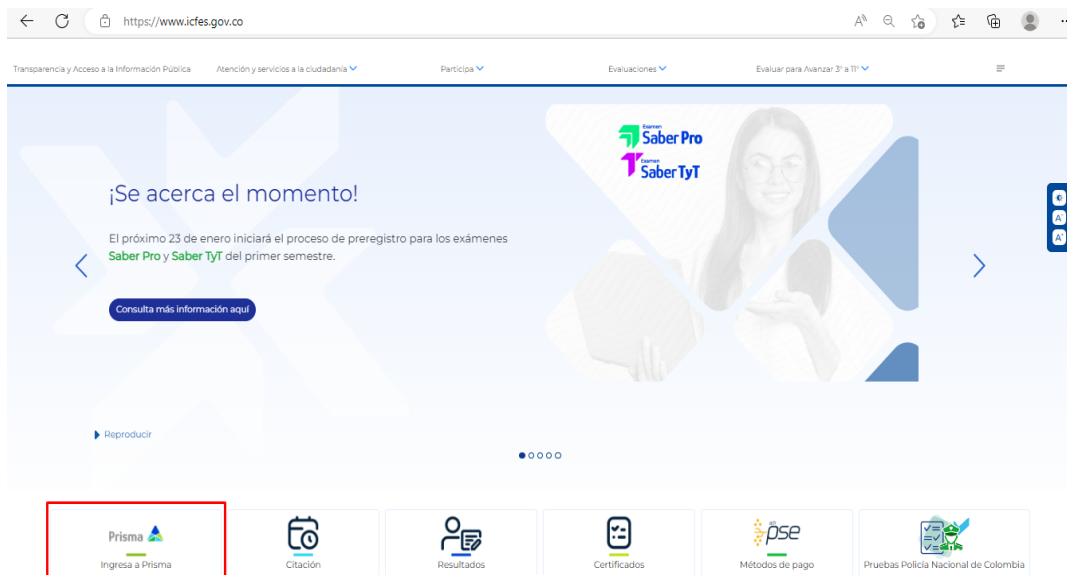 https://www.icfes.gov.co
Transparencia y Acceso a la Información Pública Atención y servicios a la ciudadanía Participa Evaluaciones Evaluar para Avanzar 3° a 11°
Examen
Saber Pro
Examen
Saber TyT
¡Se acerca el momento!
El próximo 23 de enero iniciará el proceso de preregistro para los exámenes
Saber Pro y Saber TyT del primer semestre.
Consulta más información aquí
A-
A+
Reproducir
Prisma
Ingresa a Prisma
Citación
Resultados
Certificados
pse
Métodos de pago
Pruebas Policía Nacional de Colombia